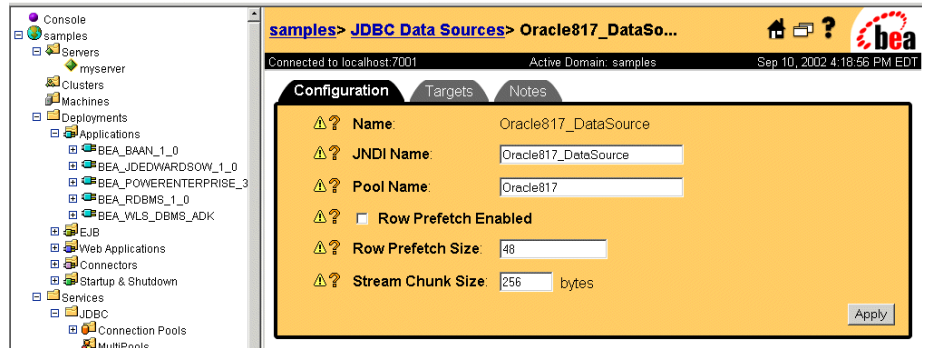 Console
samples
Servers
myserver
Clusters
Machines
Deployments
Applications
BEA_BAAN_1_0
BEA_JDEDWARDSOW_1_0
BEA_POWERENTERPRISE_3
BEA_RDBMS_1_0
BEA_WLS_DBMS_ADK
EJB
Web Applications
Connectors
Startup & Shutdown
Services
JDBC
Connection Pools
MultiPools
samples> JDBC Data Sources> Oracle817_DataSo...
? bea
Connected to localhost:7001 Active Domain: samples Sep 10, 2002 4:18:56 PM EDT
Configuration Targets Notes
? Name: Oracle817_DataSource
? JNDI Name: Oracle817_DataSource
? Pool Name: Oracle817
? Row Prefetch Enabled
? Row Prefetch Size: 48
? Stream Chunk Size: 256 bytes
Apply